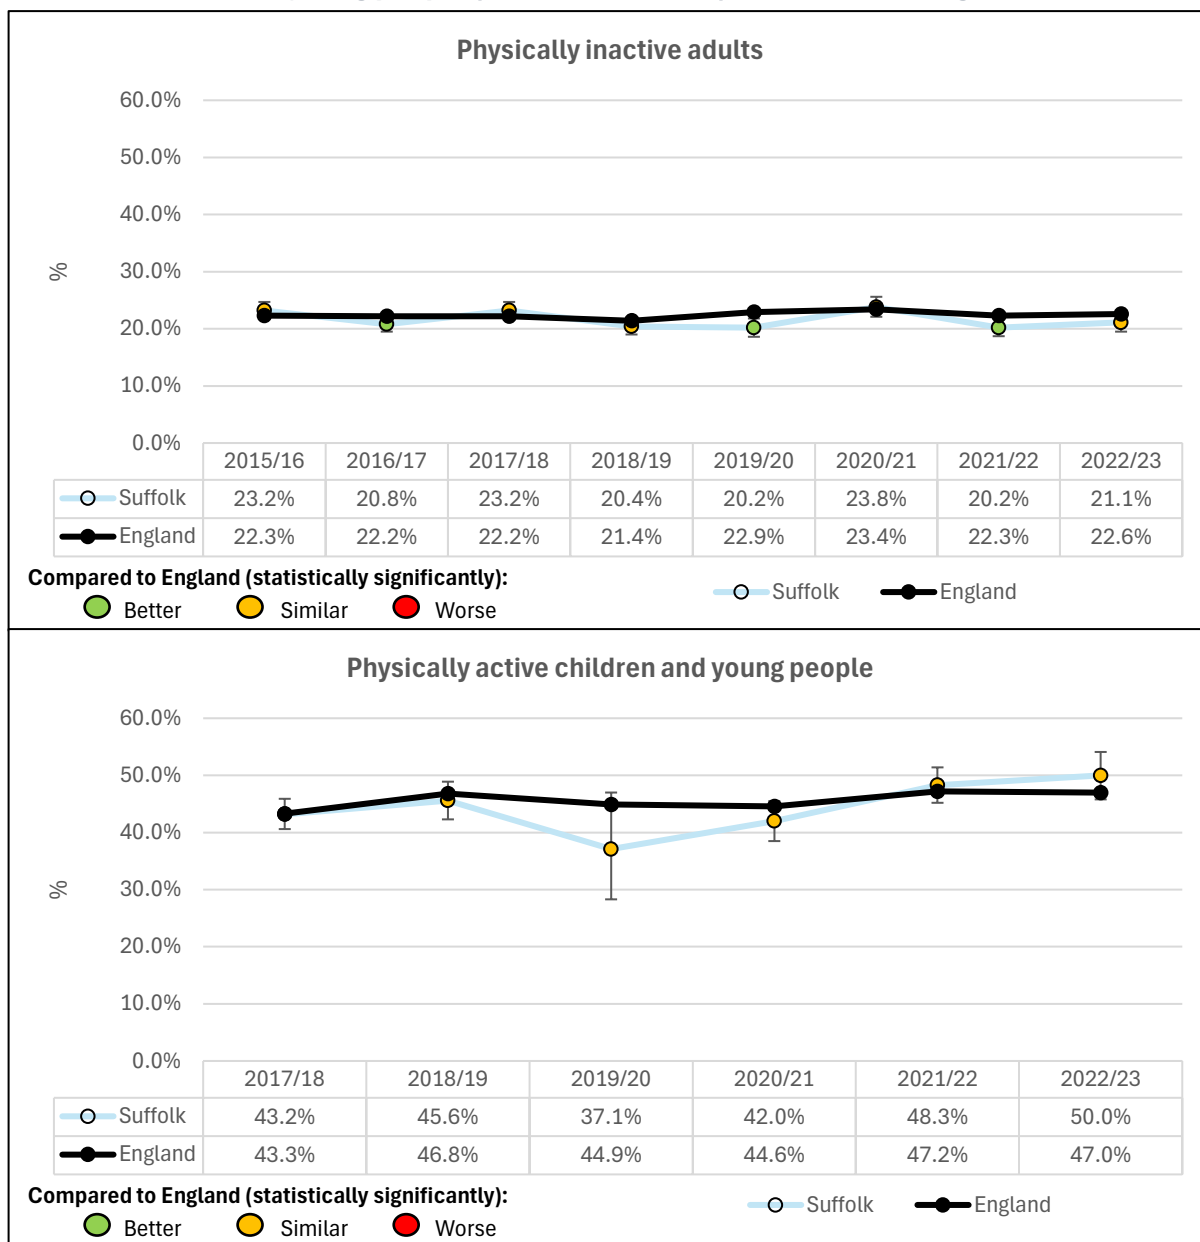 Physically inactive adults
60.0%
50.0%
40.0%
30.0%
20.0%
10.0%
0.0%
%
2015/16 2016/17 2017/18 2018/19 2019/20 2020/21 2021/22 2022/23
Suffolk 23.2% 20.8% 23.2% 20.4% 20.2% 23.8% 20.2% 21.1%
England 22.3% 22.2% 22.2% 21.4% 22.9% 23.4% 22.3% 22.6%
Compared to England (statistically significantly):
Better Similar Worse
Suffolk England
Physically active children and young people
60.0%
50.0%
40.0%
30.0%
20.0%
10.0%
0.0%
%
2017/18 2018/19 2019/20 2020/21 2021/22 2022/23
Suffolk 43.2% 45.6% 37.1% 42.0% 48.3% 50.0%
England 43.3% 46.8% 44.9% 44.6% 47.2% 47.0%
Compared to England (statistically significantly):
Better Similar Worse
Suffolk England